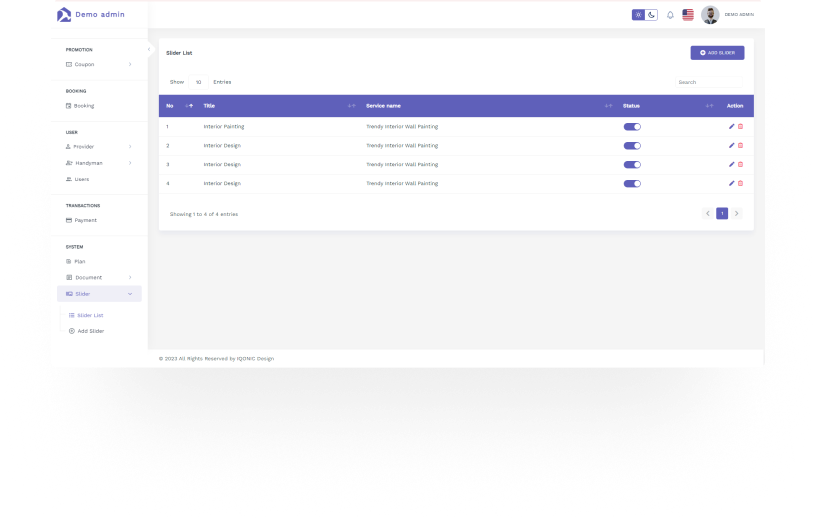 Demo admin
DEMO ADMIN
PROMOTION
Coupon
BOOKING
Booking
USER
Provider
Handyman
Users
TRANSACTIONS
Payment
SYSTEM
Plan
Document
Slider
Slider List
Add Slider
Slider List
ADD SLIDER
Show 10 Entries
Search
No Title Service name Status Action
1 Interior Painting Trendy Interior Wall Painting
2 Interior Design Trendy Interior Wall Painting
3 Interior Design Trendy Interior Wall Painting
4 Interior Design Trendy Interior Wall Painting
Showing 1 to 4 of 4 entries
1
© 2023 All Rights Reserved by IQONIC Design